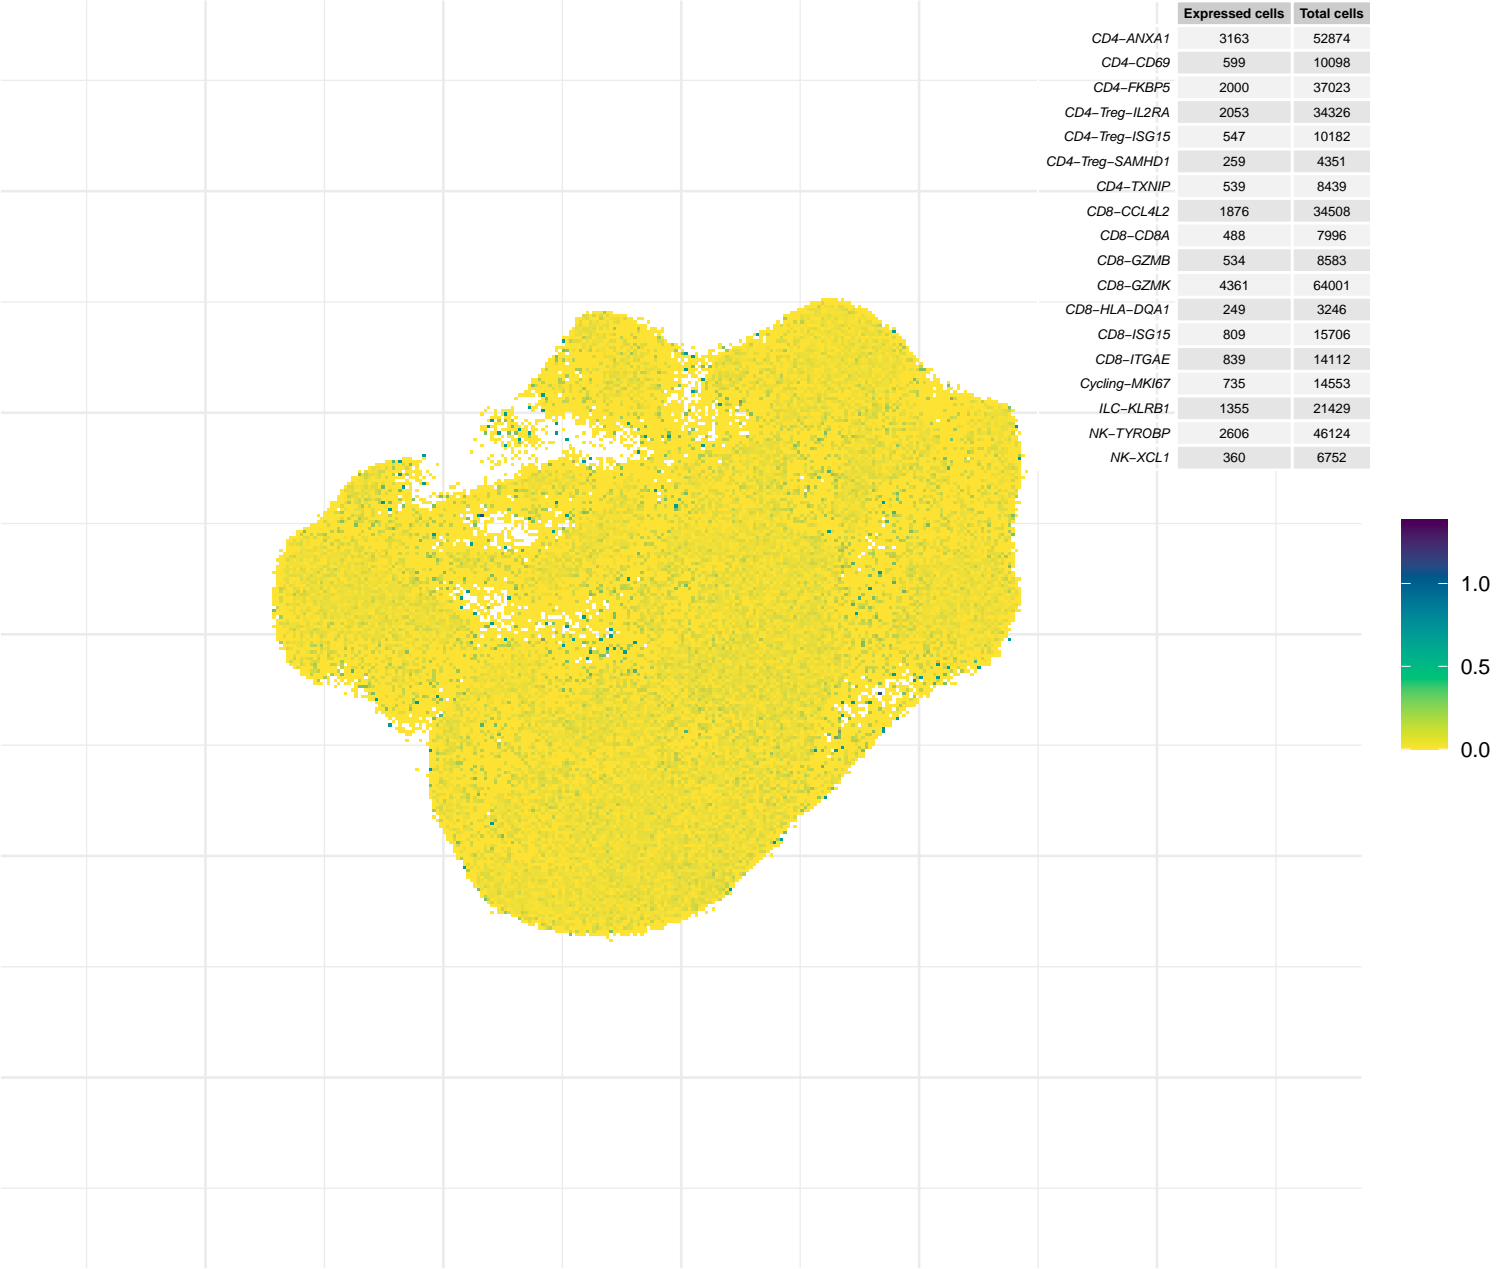 Expressed cells Total cells
CD4−ANXA1 3163 52874
CD4−CD69 599 10098
CD4−FKBP5 2000 37023
CD4−Treg−IL2RA 2053 34326
CD4−Treg−ISG15 547 10182
CD4−Treg−SAMHD1 259 4351
CD4−TXNIP 539 8439
CD8−CCL4L2 1876 34508
CD8−CD8A 488 7996
CD8−GZMB 534 8583
CD8−GZMK 4361 64001
CD8−HLA−DQA1 249 3246
CD8−ISG15 809 15706
CD8−ITGAE 839 14112
Cycling−MKI67 735 14553
ILC−KLRB1 1355 21429
NK−TYROBP 2606 46124
NK−XCL1 360 6752
1.0
0.5
0.0